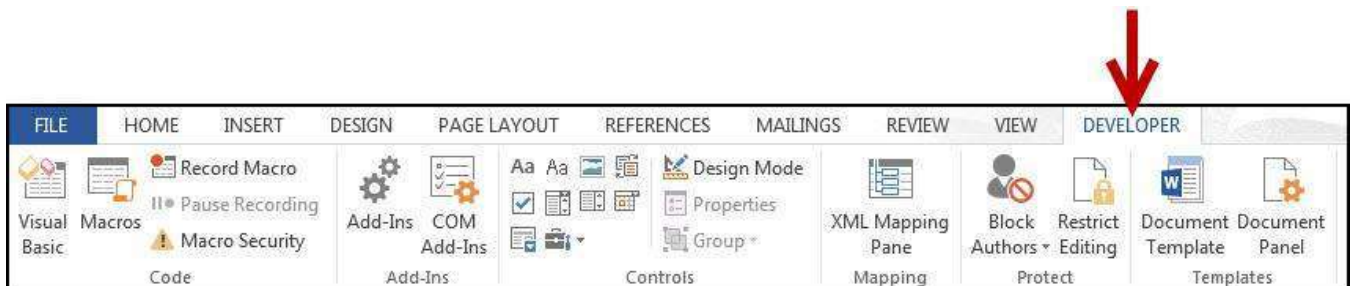 FILE HOME INSERT DESIGN PAGE LAYOUT REFERENCES MAILINGS REVIEW VIEW DEVELOPER
Visual Basic
Macros
Record Macro
Pause Recording
Macro Security
Code
Add-Ins
COM Add-Ins
Add-Ins
Aa Aa
Design Mode
Properties
Group
Controls
XML Mapping Pane
Mapping
Block Authors
Restrict Editing
Protect
Document Template
Document Panel
Templates